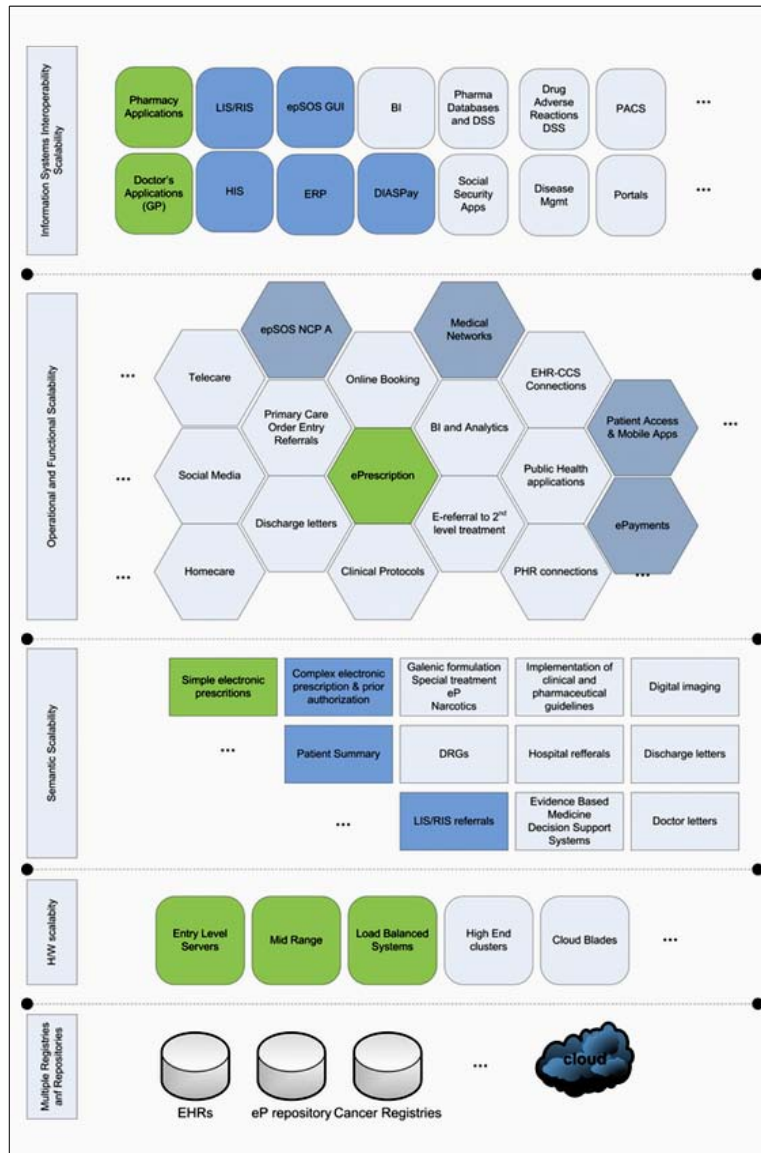 Information Systems Interoperability
Scalability
Pharmacy
Applications
LIS/RIS
epSOS GUI
BI
Pharma
Databases
and DSS
Drug
Adverse
Reactions
DSS
PACS
...
Doctor's
Applications
(GP)
HIS
ERP
DIASPay
Social
Security
Apps
Disease
Mgmt
Portals
...
Operational and Functional Scalability
epSOS NCP A
Medical
Networks
...
Telecare
Online Booking
EHR-CCS
Connections
Primary Care
Order Entry
Referrals
BI and Analytics
Patient Access
& Mobile Apps
...
...
Social Media
ePrescription
Public Health
applications
Discharge letters
E-referral to 2nd
level treatment
ePayments
...
Homecare
Clinical Protocols
PHR connections
...
Semantic Scalability
Simple electronic
prescritions
Complex electronic
prescription & prior
authorization
Galenic formulation
Special treatment
eP
Narcotics
Implementation of
clinical and
pharmaceutical
guidelines
Digital imaging
...
Patient Summary
DRGs
Hospital refferals
Discharge letters
...
LIS/RIS referrals
Evidence Based
Medicine
Decision Support
Systems
Doctor letters
H/W scalabity
Entry Level
Servers
Mid Range
Load Balanced
Systems
High End
clusters
Cloud Blades
...
Multiple Registries
anf Repositories
EHRs
eP repository
Cancer Registries
...
cloud